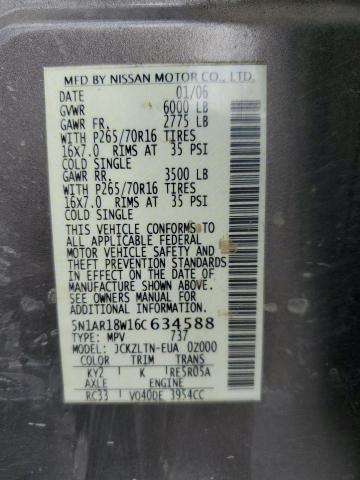 MFD BY NISSAN MOTOR CO., LTD.
DATE 01/06
GVWR 6000 LB
GAWR FR. 2775 LB
WITH P265/70R16 TIRES
16X7.0 RIMS AT 35 PSI
COLD SINGLE
GAWR RR. 3500 LB
WITH P265/70R16 TIRES
16X7.0 RIMS AT 35 PSI
COLD SINGLE
THIS VEHICLE CONFORMS TO
ALL APPLICABLE FEDERAL
MOTOR VEHICLE SAFETY AND
THEFT PREVENTION
STANDARDS IN EFFECT ON
THE DATE OF MANUFACTURE
SHOWN ABOVE.
SEE OWNERS MANUAL FOR
ADDITIONAL INFORMATION.
5N1AR18W16C634588
TYPE: MPV 737
MODEL: JCKZLTN-EUA 02000
COLOR TRIM TRANS
KY2 K RE5R05A
AXLE ENGINE
RC33 VQ40DE 3954CC